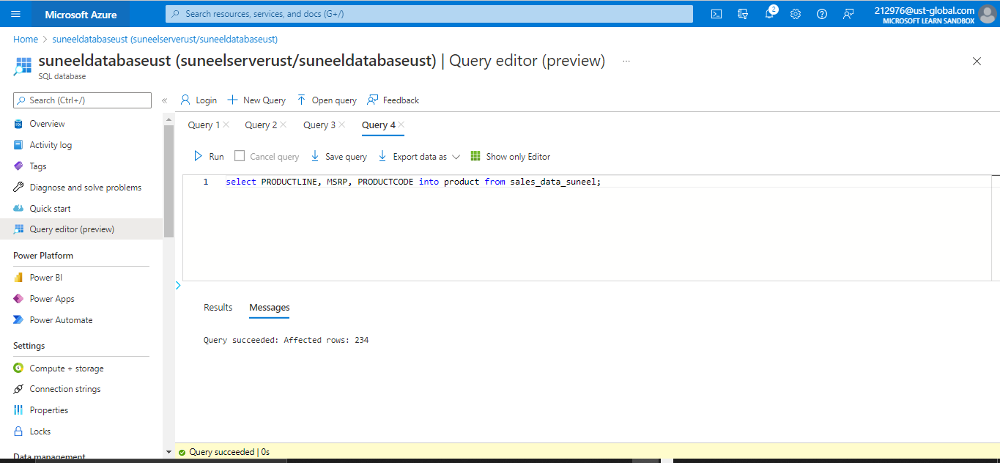 Microsoft Azure
Search resources, services, and docs (G+/)
2
212976@ust-global.com
MICROSOFT LEARN SANDBOX
Home > suneeldatabaseust (suneelserverust/suneeldatabaseust)
suneeldatabaseust (suneelserverust/suneeldatabaseust) | Query editor (preview) ...
SQL database
Search (Ctrl+/)
«
Login
New Query
Open query
Feedback
Overview
Activity log
Tags
Diagnose and solve problems
Quick start
Query editor (preview)
Power Platform
Power BI
Power Apps
Power Automate
Settings
Compute + storage
Connection strings
Properties
Locks
Data management
Query 1
Query 2
Query 3
Query 4
Run
Cancel query
Save query
Export data as
Show only Editor
1 select PRODUCTLINE, MSRP, PRODUCTCODE into product from sales_data_suneel;
Results
Messages
Query succeeded: Affected rows: 234
Query succeeded | 0s